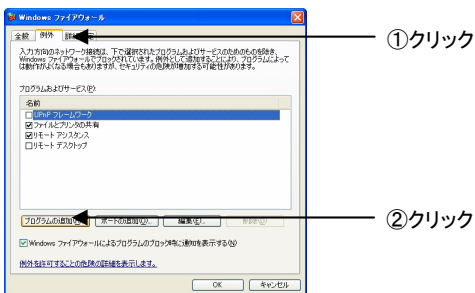 Windows ファイアウォール
全般 例外
①クリック
入力方向のネットワーク接続は、下で選択されたプログラムおよびサービスのためのものを除き、
Windows ファイアウォールでブロックされています。例外として追加することにより、プログラムによって
は動作がよくなる場合もありますが、セキュリティの危険が増加する可能性があります。
プログラムおよびサービス(P):
名前
UPnP フレームワーク
ファイルとプリンタの共有
リモート アシスタンス
リモート デスクトップ
プログラムの追加(R)... ポートの追加(O)... 編集(E)... 削除(D)
②クリック
Windows ファイアウォールによるプログラムのブロック時に通知を表示する(N)
例外を許可することの危険の詳細を表示します。
OK キャンセル